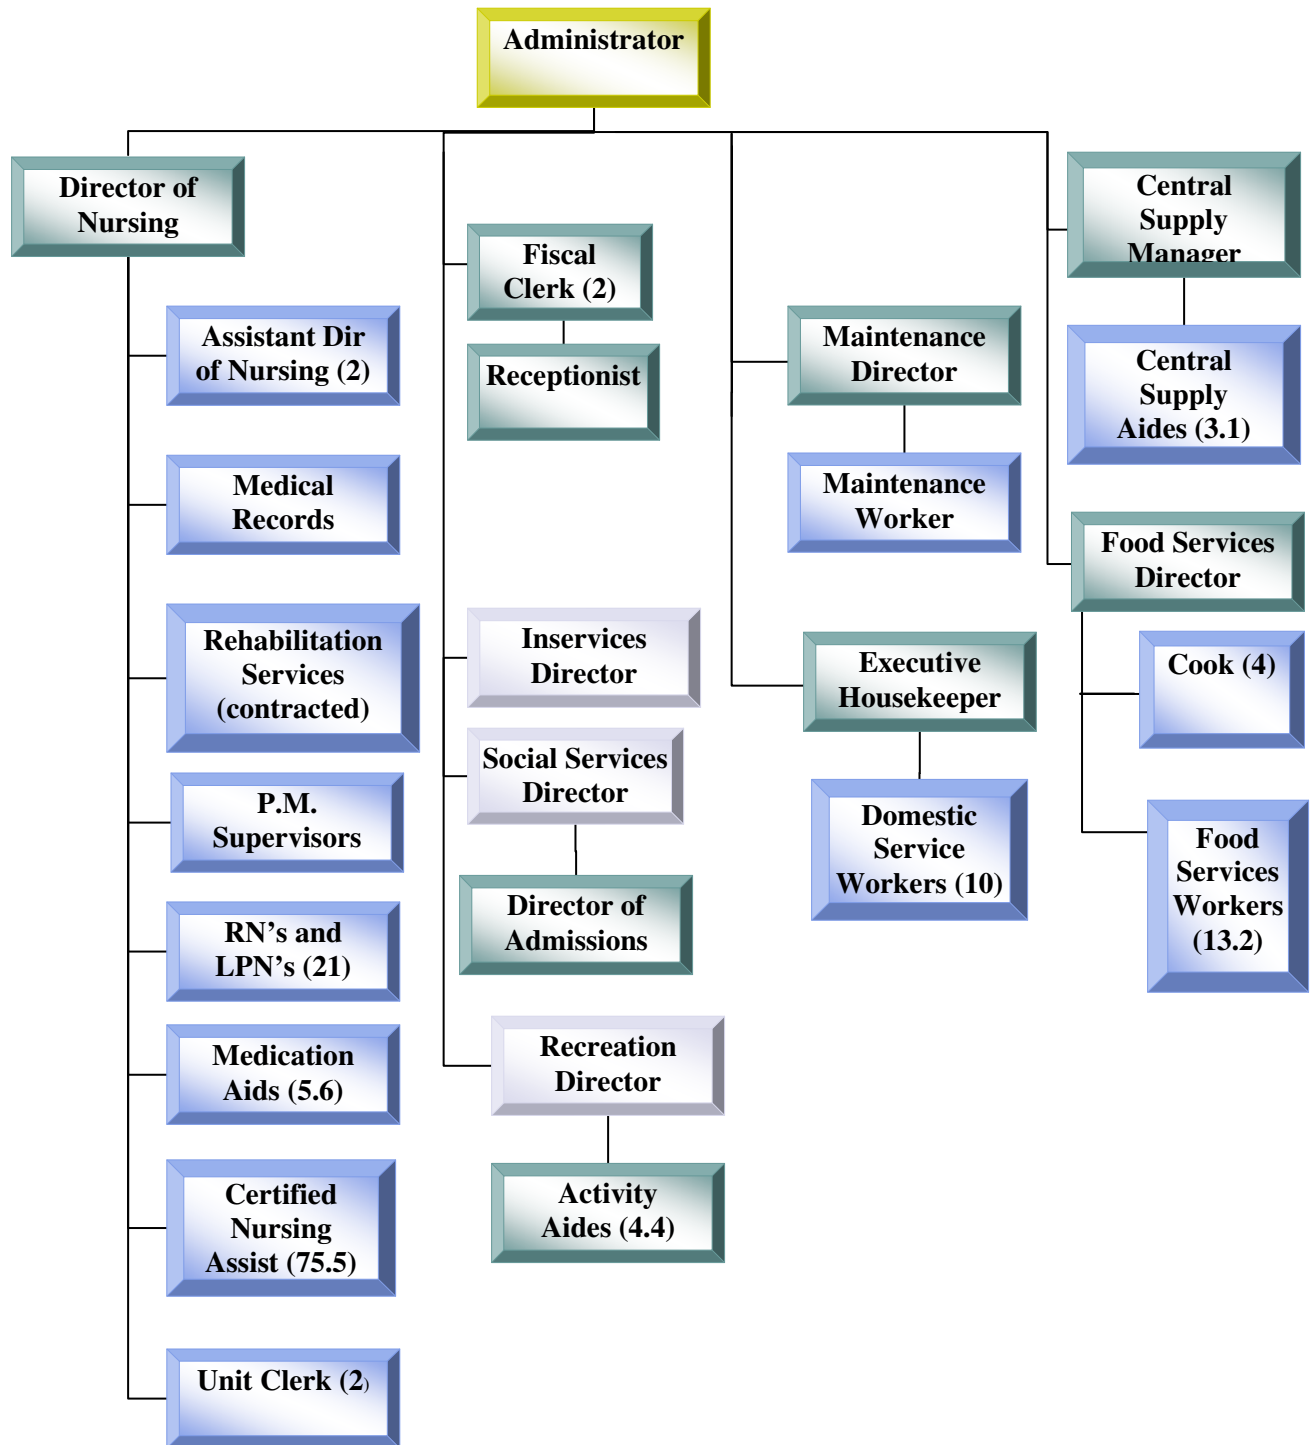 Administrator
Director of
Nursing
Assistant Dir
of Nursing (2)
Medical
Records
Rehabilitation
Services
(contracted)
P.M.
Supervisors
RN’s and
LPN’s (21)
Medication
Aids (5.6)
Certified
Nursing
Assist (75.5)
Unit Clerk (2)
Fiscal
Clerk (2)
Receptionist
Inservices
Director
Social Services
Director
Director of
Admissions
Recreation
Director
Activity
Aides (4.4)
Maintenance
Director
Maintenance
Worker
Executive
Housekeeper
Domestic
Service
Workers (10)
Central
Supply
Manager
Central
Supply
Aides (3.1)
Food Services
Director
Cook (4)
Food
Services
Workers
(13.2)